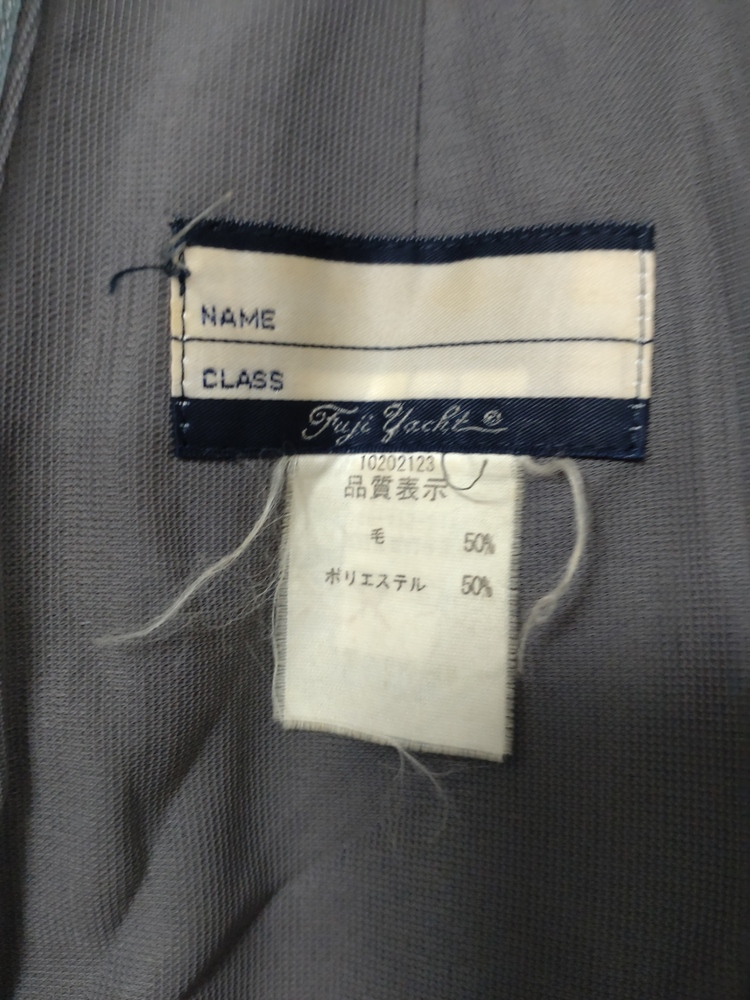 NAME
CLASS
Fuji Yacht ®
10202123
品質表示
毛 50%
ポリエステル 50%